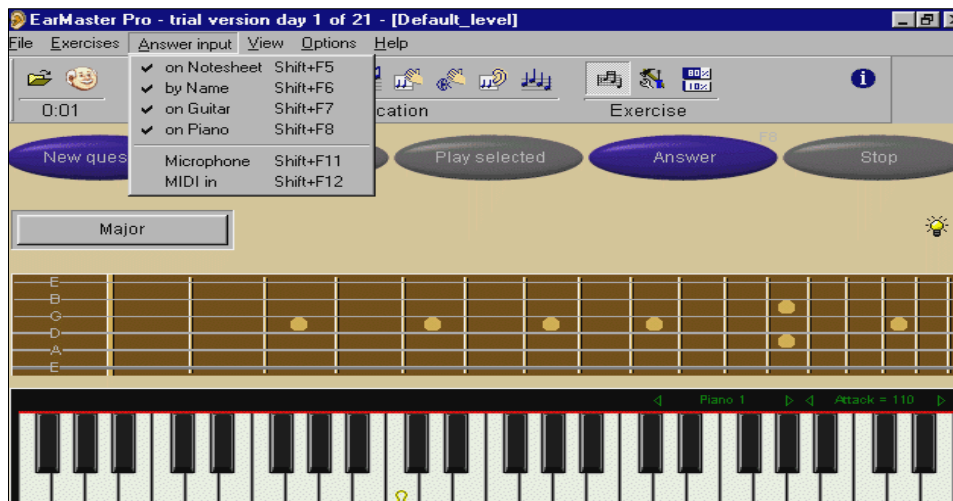 EarMaster Pro - trial version day 1 of 21 - [Default_level]
File Exercises Answer input View Options Help
on Notesheet Shift+F5
by Name Shift+F6
on Guitar Shift+F7
on Piano Shift+F8
Microphone Shift+F11
MIDI in Shift+F12
80%
10%
0:01 cation Exercise
F8
New ques Play selected Answer Stop
Major
E
B
G
D
A
E
Piano 1 Attack = 110